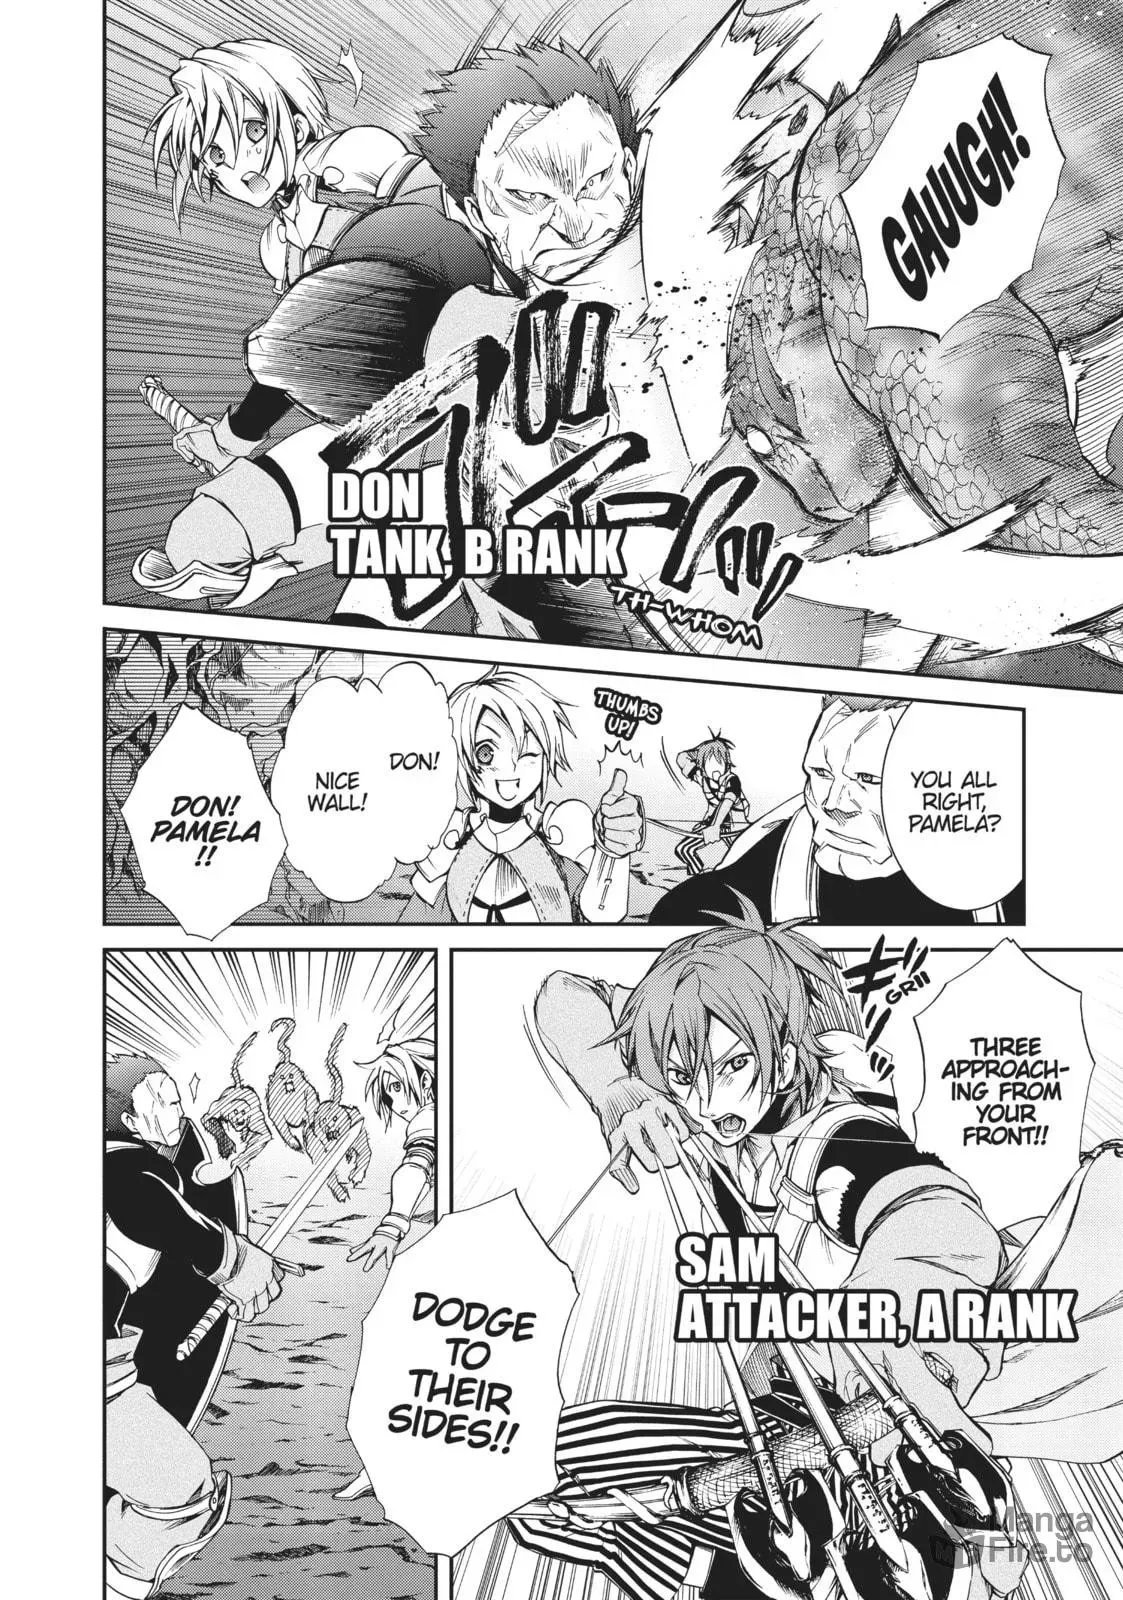 GAUUGH!
DON
TANK, B RANK
TH-WHOM
YOU ALL
RIGHT,
PAMELA?
THUMBS
UP!
DON!
NICE
WALL!
DON!
PAMELA
!!
THREE
APPROACH-
ING FROM
YOUR
FRONT!!
GRII
SAM
ATTACKER, A RANK
DODGE
TO
THEIR
SIDES!!
Manga
Fire.to